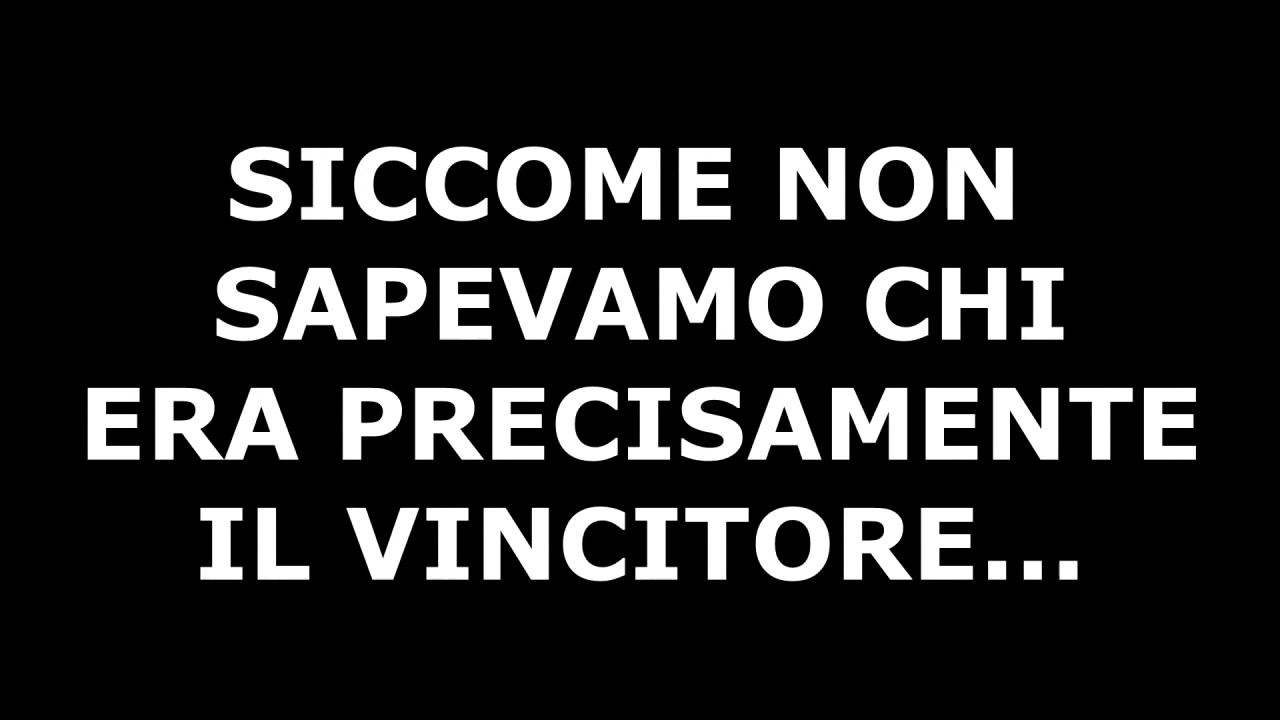 SICCOME NON
SAPEVAMO CHI
ERA PRECISAMENTE
IL VINCITORE...